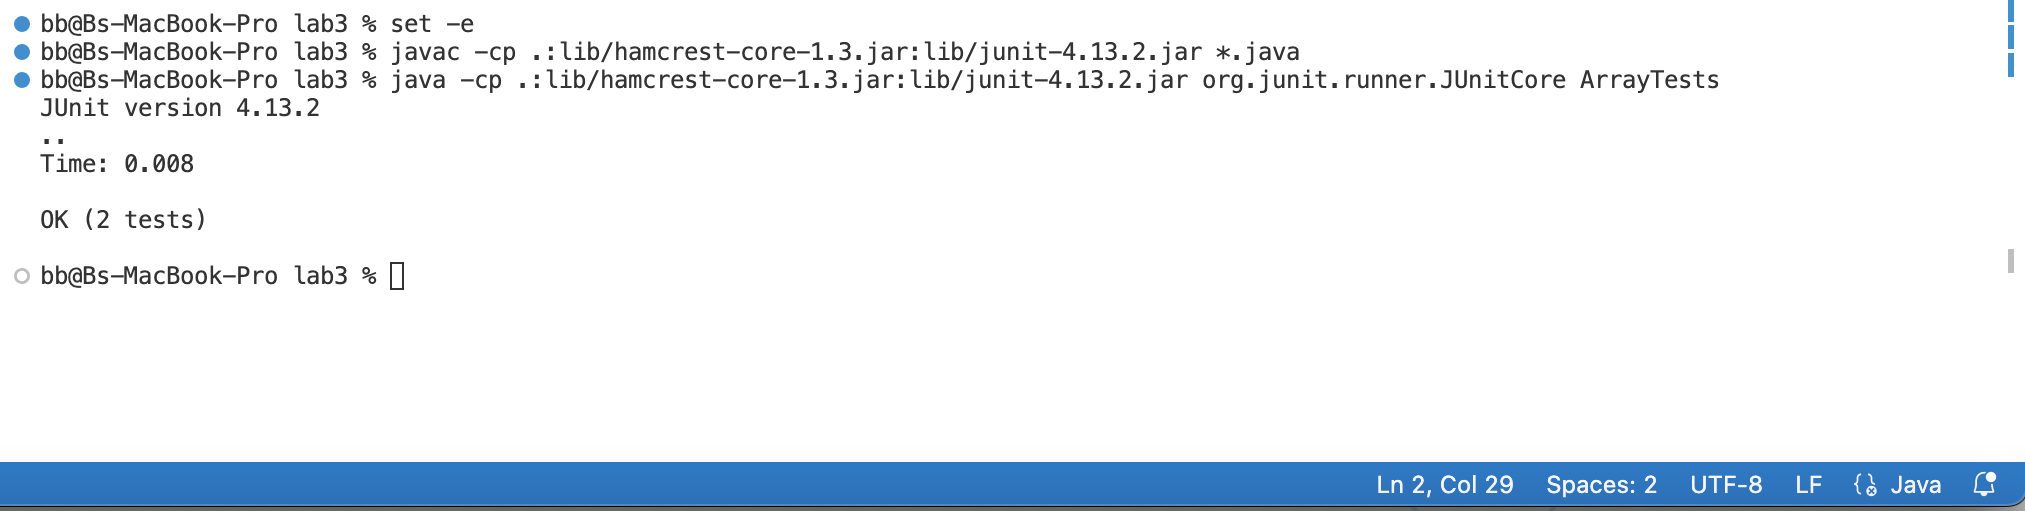 bb@Bs-MacBook-Pro lab3 % set -e
bb@Bs-MacBook-Pro lab3 % javac -cp .:lib/hamcrest-core-1.3.jar:lib/junit-4.13.2.jar *.java
bb@Bs-MacBook-Pro lab3 % java -cp .:lib/hamcrest-core-1.3.jar:lib/junit-4.13.2.jar org.junit.runner.JUnitCore ArrayTests
JUnit version 4.13.2
..
Time: 0.008
OK (2 tests)
bb@Bs-MacBook-Pro lab3 %
Ln 2, Col 29 Spaces: 2 UTF-8 LF {} Java